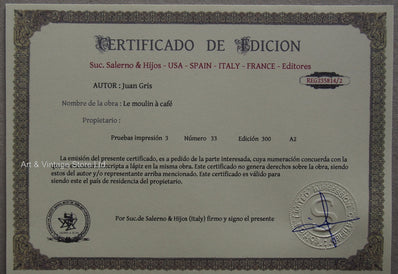 CERTIFICADO DE EDICION
Suc. Salerno & Hijos - USA - SPAIN - ITALY - FRANCE - Editores
REG335814/2
AUTOR : Juan Gris
Nombre de la obra : Le moulin à café
Propietario :
Pruebas impresión 3 Número 33 Edición 300 A2
La emisión del presente certificado, es a pedido de la parte interesada, cuya numeración concuerda con la
inscripta a lápiz en la misma obra. Este certificado no genera derechos sobre la obra, siendo
estos del autor y/o representante arriba mencionado. Este certificado es válido para
siendo este el país de residencia del propietario.
Art & Vintage Store Ltd
Por Suc.de Salerno & Hijos (Italy) firmo y signo el presente